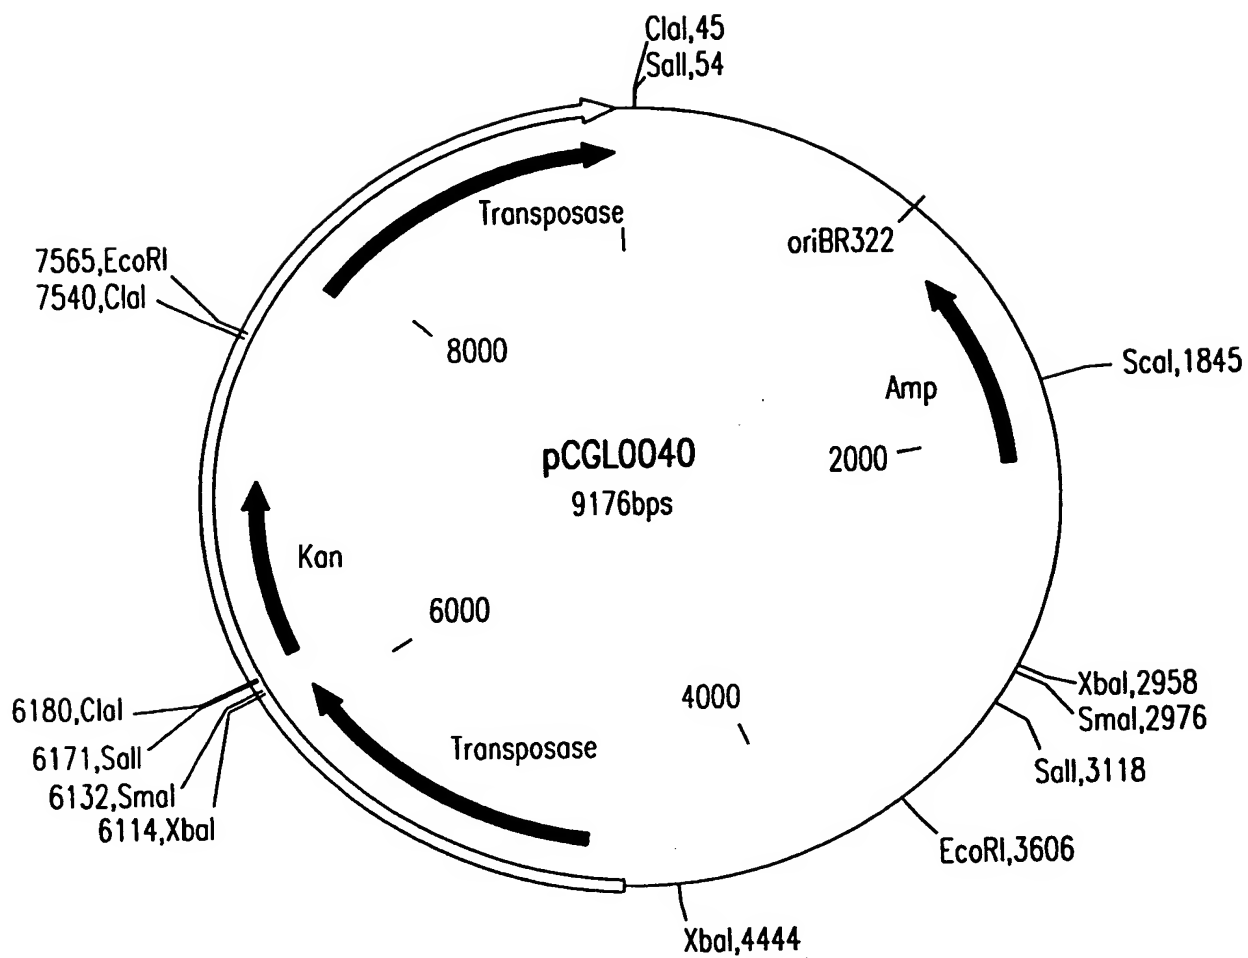 ClaI,45
SalI,54
Transposase
oriBR322
7565,EcoRI
7540,ClaI
8000
ScaI,1845
Amp
pCGL0040
2000
9176bps
Kan
6000
4000
XbaI,2958
6180,ClaI
SmaI,2976
Transposase
6171,SalI
SalI,3118
6132,SmaI
6114,XbaI
EcoRI,3606
XbaI,4444